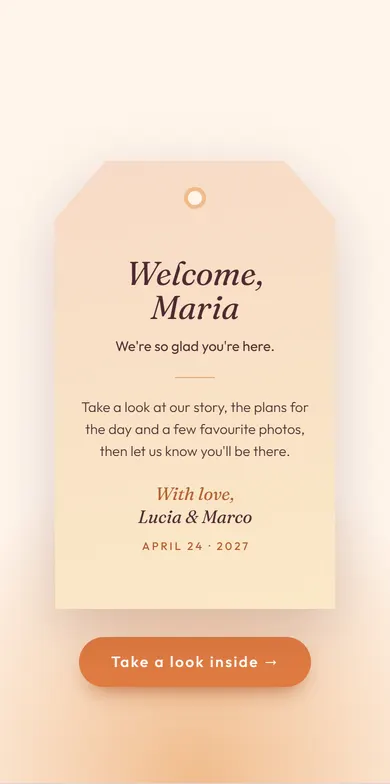 Welcome,
Maria
We're so glad you're here.
Take a look at our story, the plans for
the day and a few favourite photos,
then let us know you'll be there.
With love,
Lucia & Marco
APRIL 24 · 2027
Take a look inside →